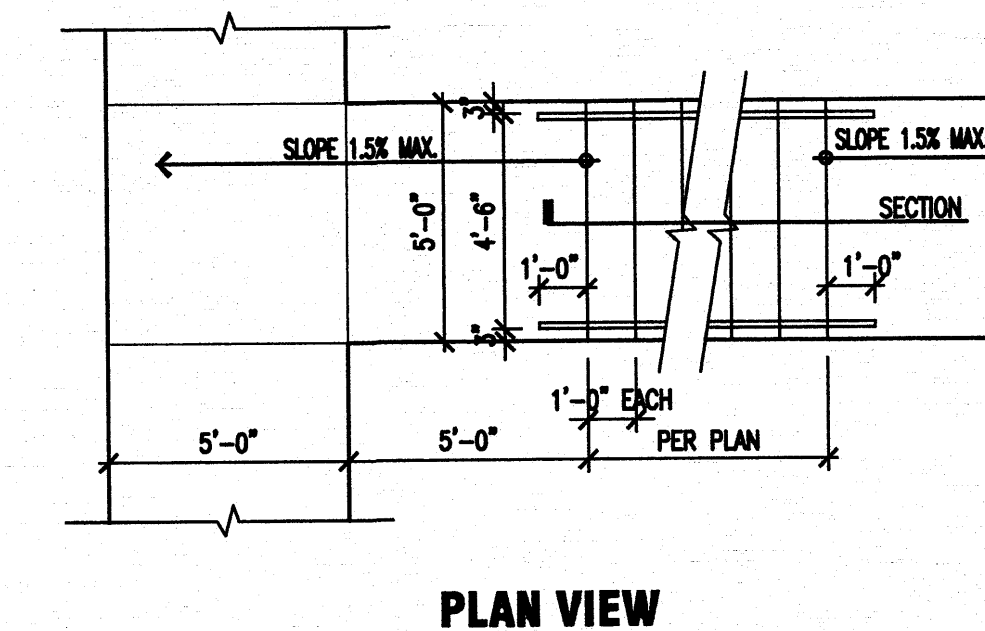 3"
SLOPE 1.5% MAX.
SLOPE 1.5% MAX.
5'-0"
4'-6"
SECTION
1'-0"
1'-0"
3"
1'-0" EACH
5'-0"
5'-0"
PER PLAN
PLAN VIEW